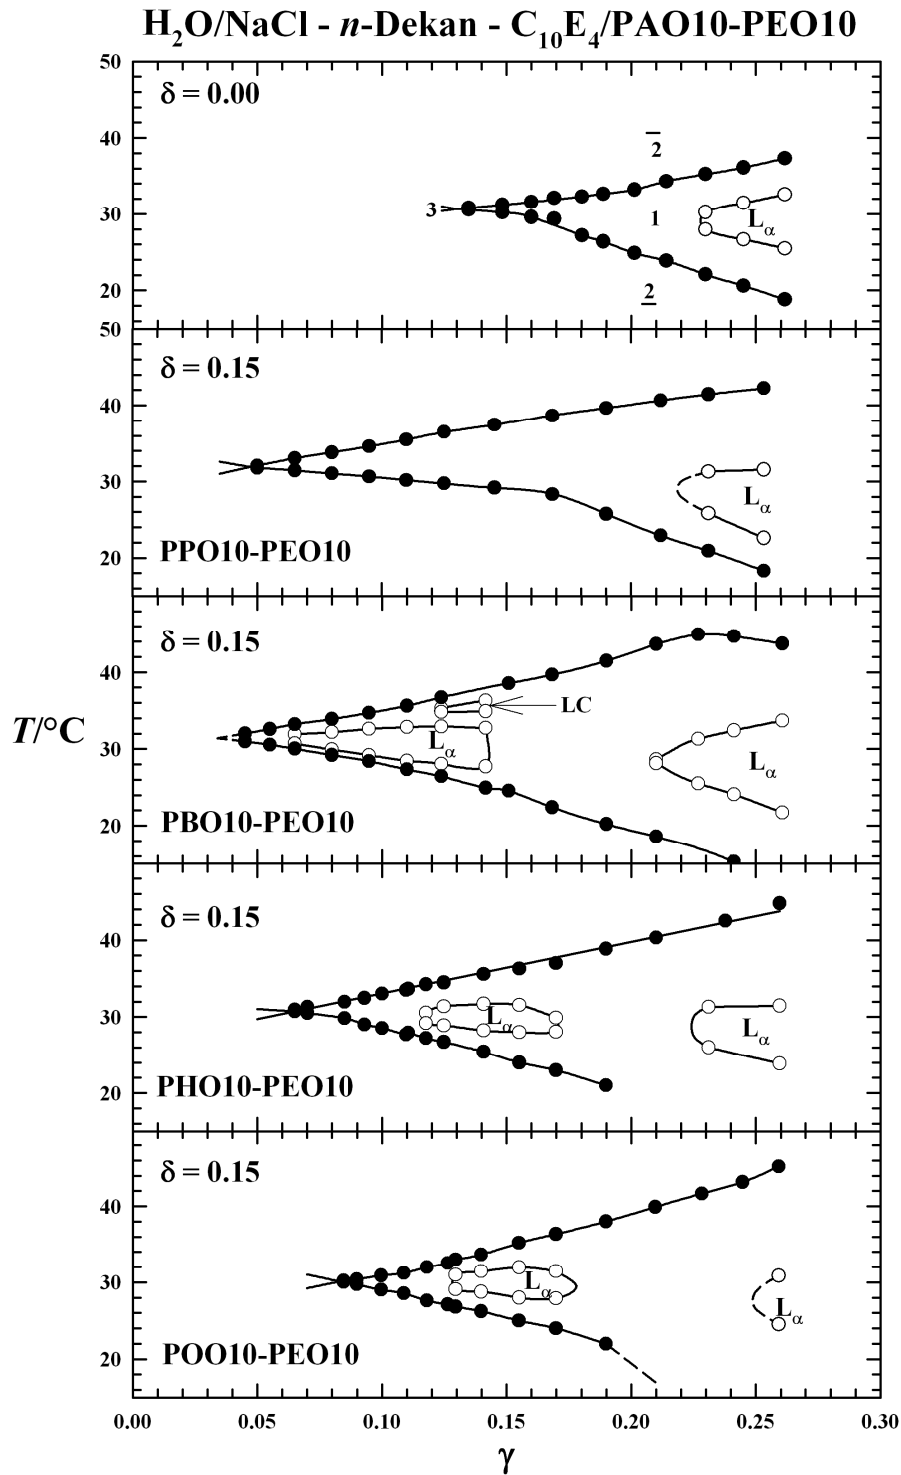 H₂O/NaCl - n-Dekan - C₁₀E₄/PAO10-PEO10
50
δ = 0.00
40
2
3
30
1
Lα
20
2
50
δ = 0.15
40
30
Lα
20
PPO10-PEO10
δ = 0.15
40
LC
T/°C
30
Lα
Lα
20
PBO10-PEO10
δ = 0.15
40
30
Lα
Lα
20
PHO10-PEO10
δ = 0.15
40
30
Lα
Lα
20
POO10-PEO10
0.00 0.05 0.10 0.15 0.20 0.25 0.30
γ